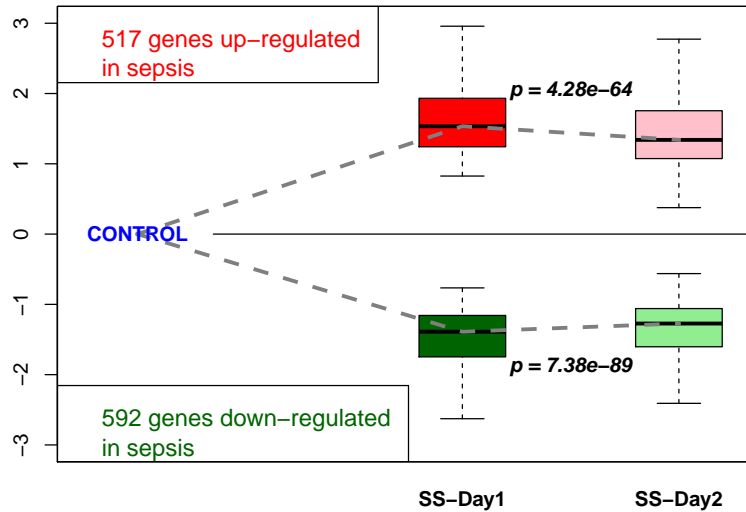 3
2
1
0
−1
−2
−3
517 genes up−regulated
in sepsis
p = 4.28e−64
CONTROL
p = 7.38e−89
592 genes down−regulated
in sepsis
SS−Day1
SS−Day2